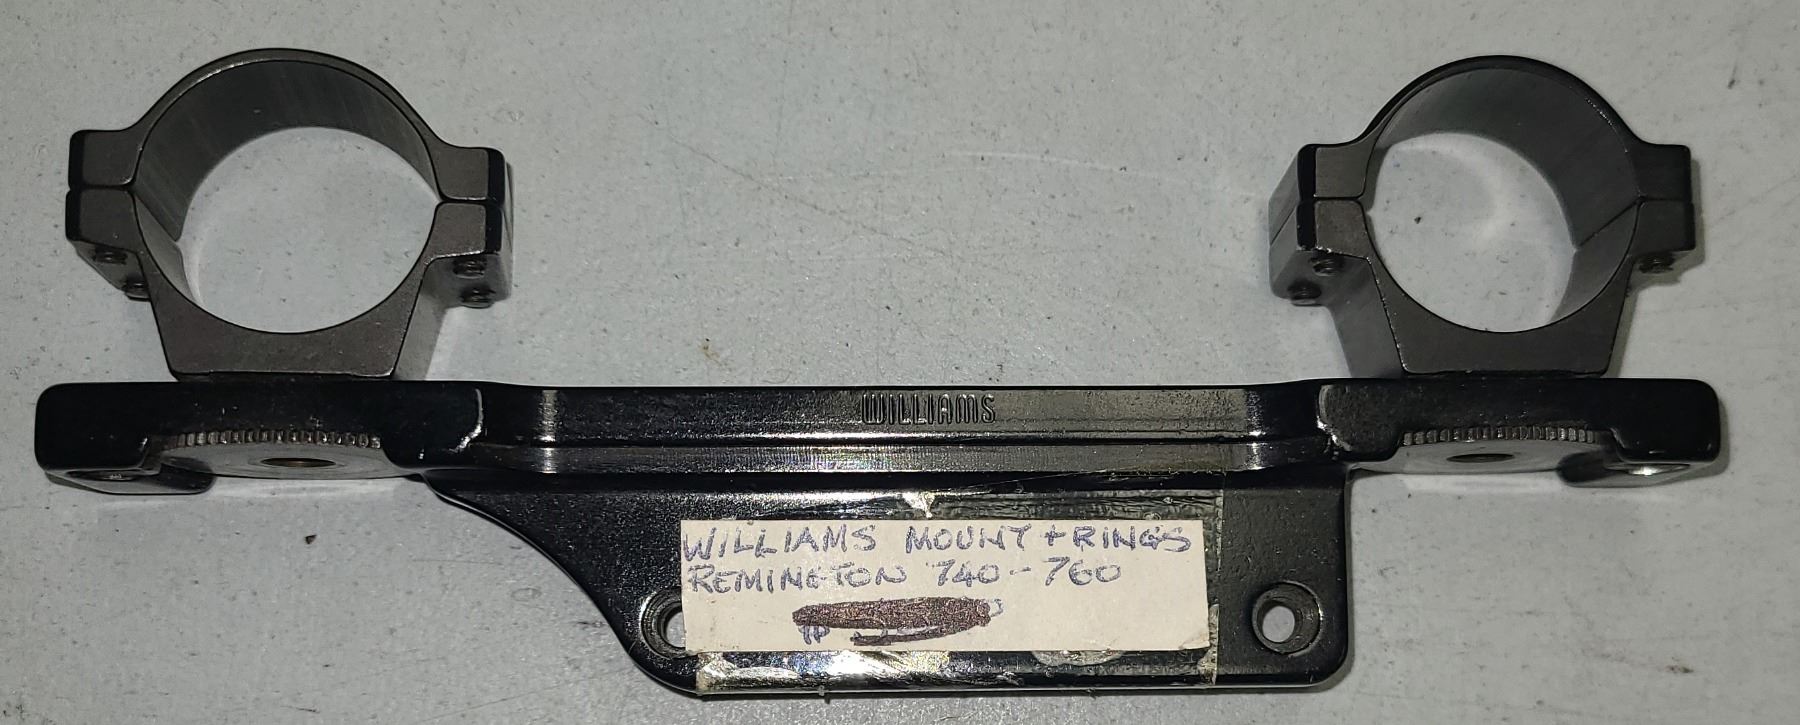 WILLIAMS
WILLIAMS MOUNT + RINGS
REMINGTON 740-760